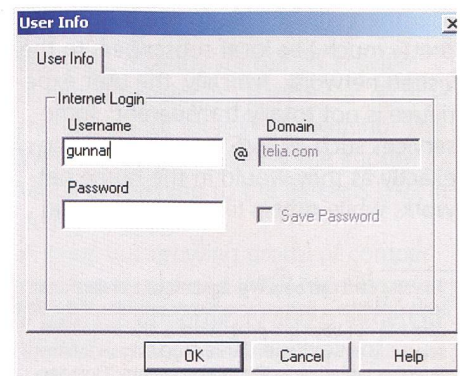 User Info
User Info
Internet Login
Username
Domain
gunnar
@
telia.com
Password
Save Password
OK
Cancel
Help